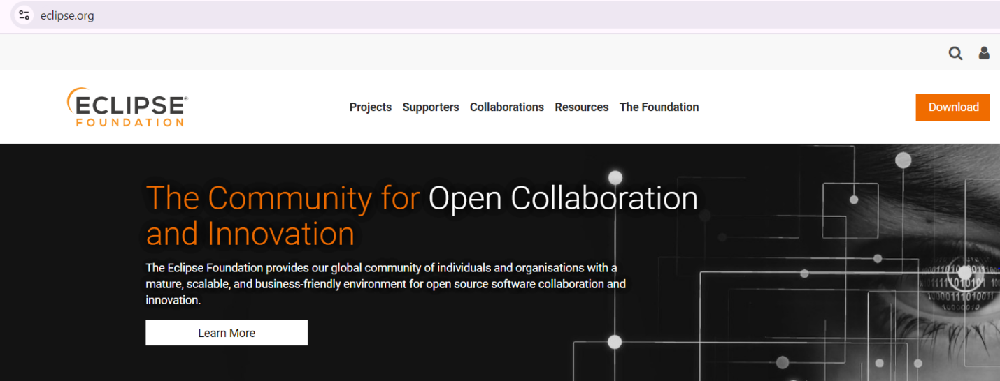 eclipse.org
ECLIPSE®
FOUNDATION
Projects Supporters Collaborations Resources The Foundation
Download
The Community for Open Collaboration
and Innovation
The Eclipse Foundation provides our global community of individuals and organisations with a
mature, scalable, and business-friendly environment for open source software collaboration and
innovation.
Learn More